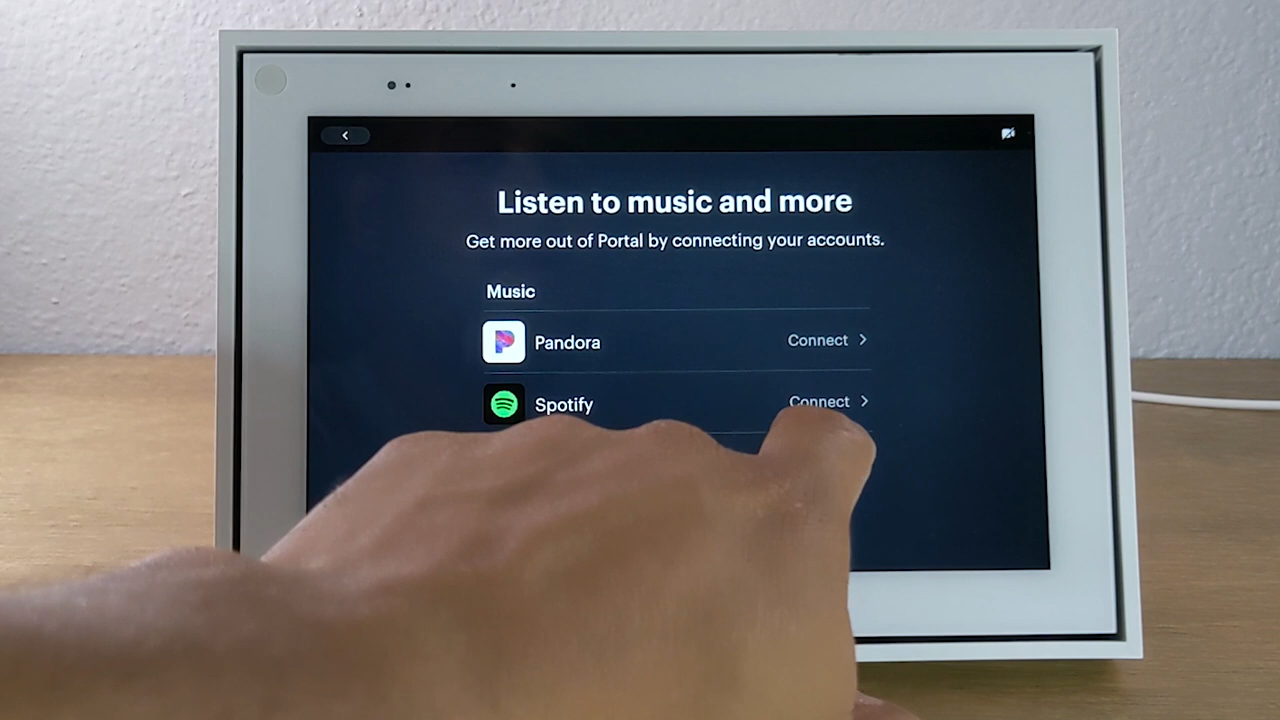 Listen to music and more
Get more out of Portal by connecting your accounts.
Music
Pandora Connect
Spotify Connect